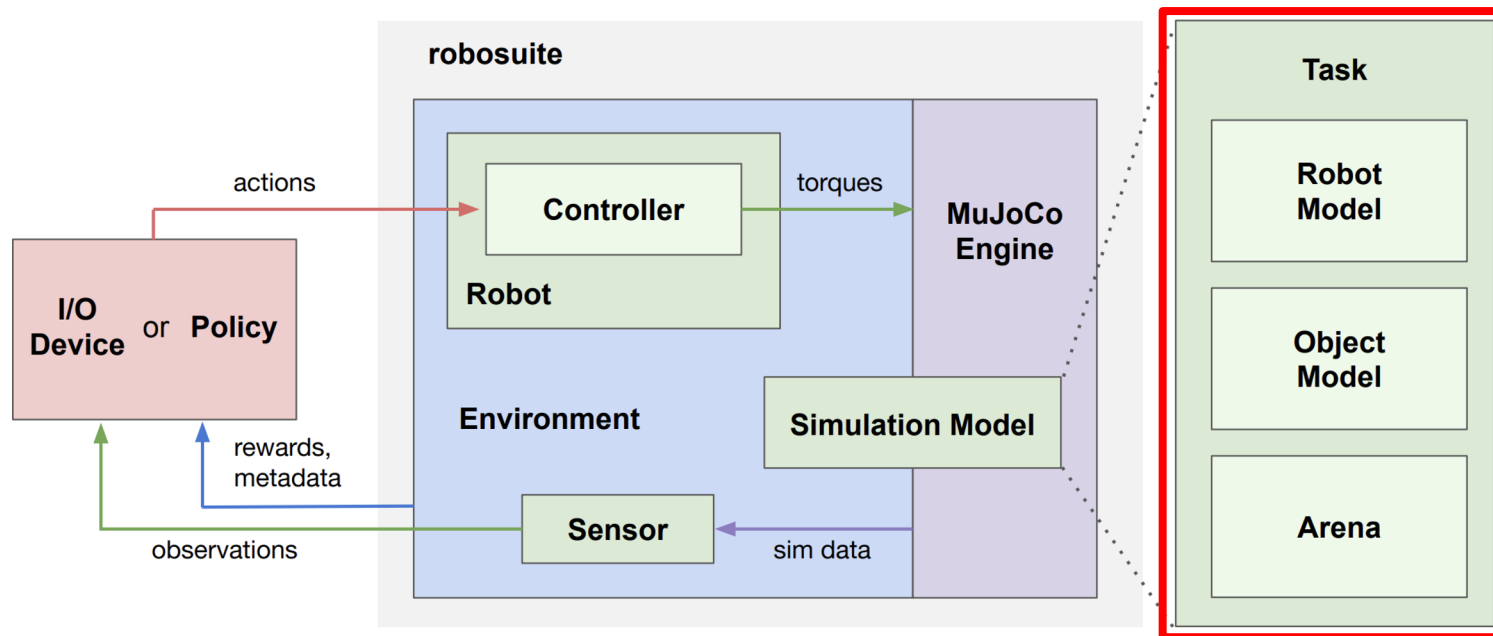 robosuite
Task
Robot
Model
Object
Model
Arena
actions
Controller
torques
MuJoCo
Engine
Robot
I/O
Device or Policy
Environment
Simulation Model
rewards,
metadata
Sensor
observations
sim data